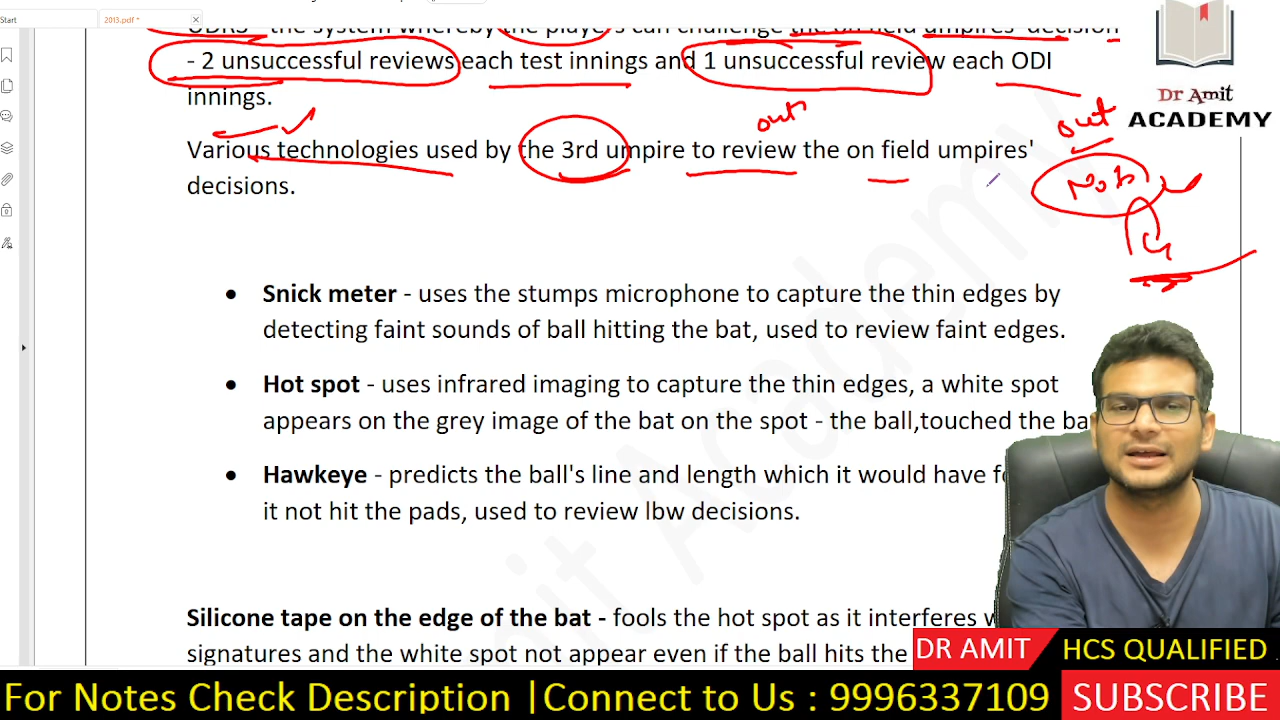 Start
2013.pdf *
UDRS - the system whereby the players can challenge the on field umpires' decision
- 2 unsuccessful reviews each test innings and 1 unsuccessful review each ODI
innings.
out
out
Dr Amit
ACADEMY
Various technologies used by the 3rd umpire to review the on field umpires'
decisions.
Not
Snick meter - uses the stumps microphone to capture the thin edges by
detecting faint sounds of ball hitting the bat, used to review faint edges.
Hot spot - uses infrared imaging to capture the thin edges, a white spot
appears on the grey image of the bat on the spot - the ball,touched the ba
Hawkeye - predicts the ball's line and length which it would have
it not hit the pads, used to review lbw decisions.
Silicone tape on the edge of the bat - fools the hot spot as it interferes
signatures and the white spot not appear even if the ball hits the
Amit Academy
DR AMIT
HCS QUALIFIED
For Notes Check Description |Connect to Us : 9996337109
SUBSCRIBE